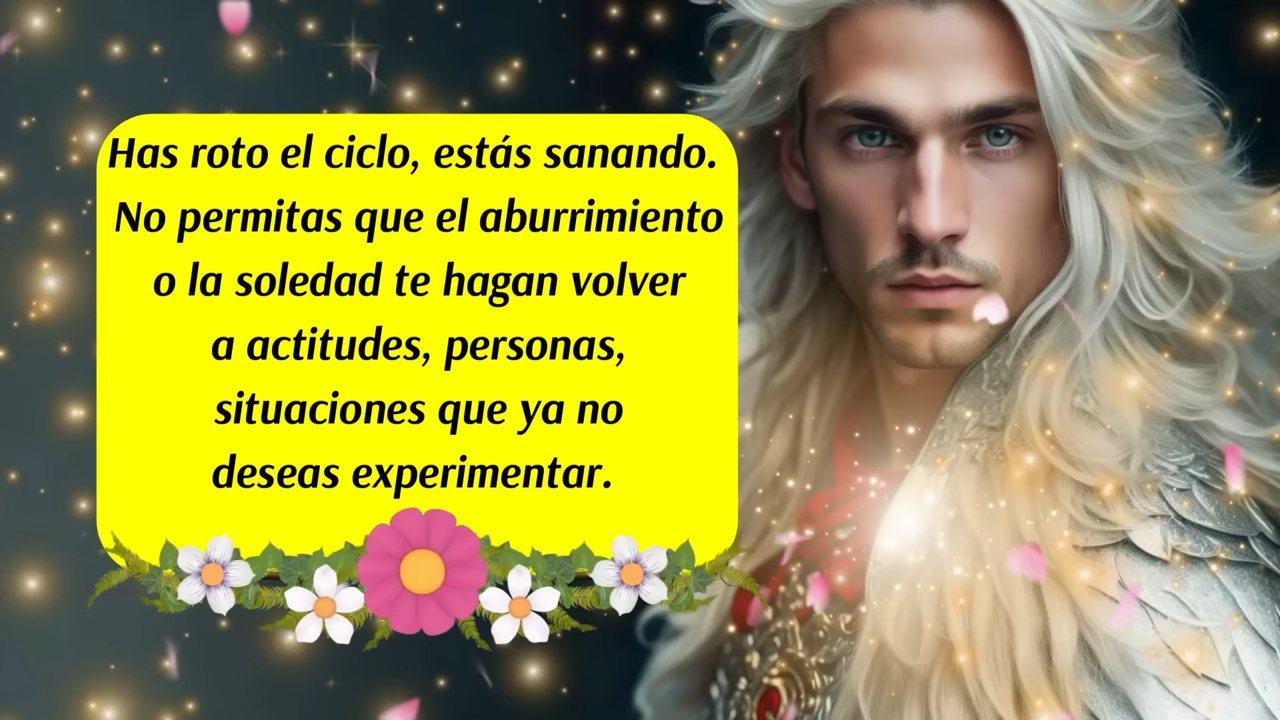 Has roto el ciclo, estás sanando.
No permitas que el aburrimiento
o la soledad te hagan volver
a actitudes, personas,
situaciones que ya no
deseas experimentar.